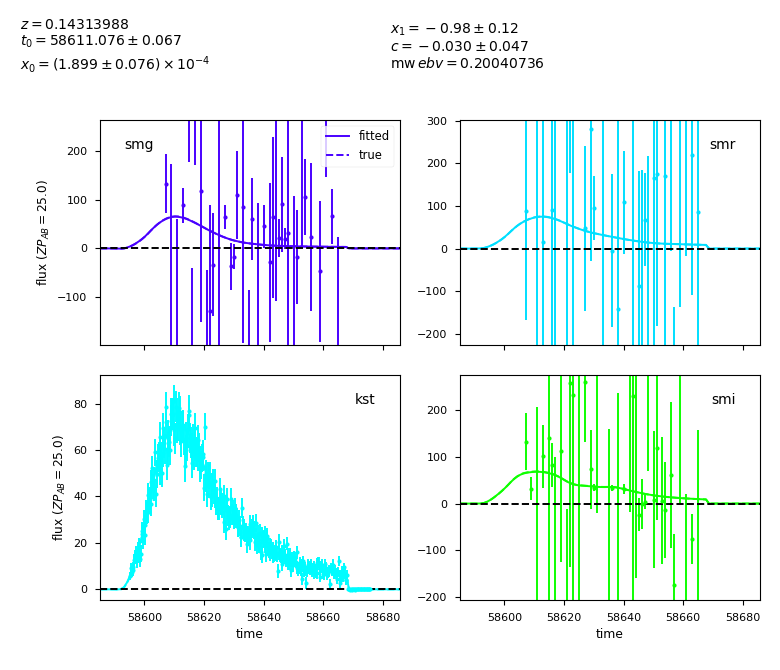 z = 0.14313988
t₀ = 58611.076 ± 0.067
x₀ = (1.899 ± 0.076) × 10⁻⁴
x₁ = −0.98 ± 0.12
c = −0.030 ± 0.047
mw ebv = 0.20040736
smg
fitted
true
200
100
0
−100
flux (ZP_AB = 25.0)
smr
300
200
100
0
−100
−200
kst
80
60
40
20
0
flux (ZP_AB = 25.0)
58600 58620 58640 58660 58680
time
smi
200
100
0
−100
−200
58600 58620 58640 58660 58680
time